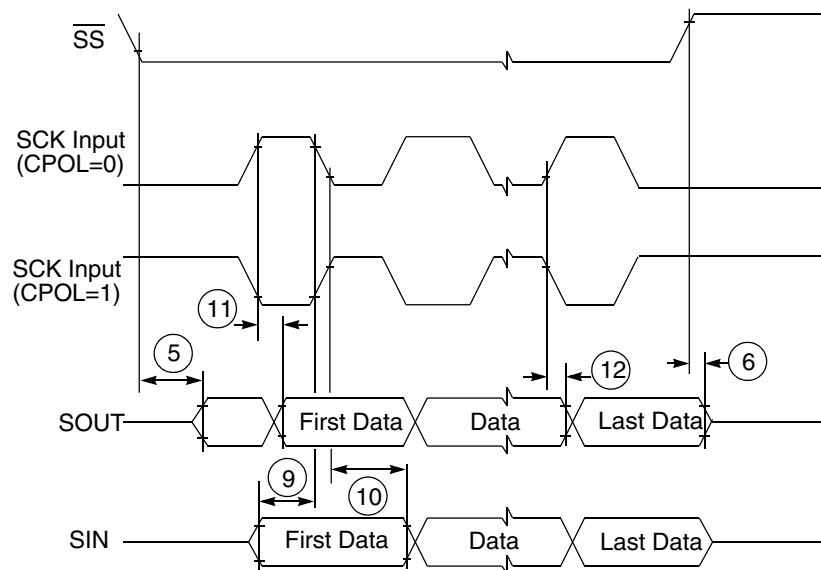 SS
SCK Input
(CPOL=0)
SCK Input
(CPOL=1)
11
5
12
6
SOUT
First Data
Data
Last Data
9
10
SIN
First Data
Data
Last Data